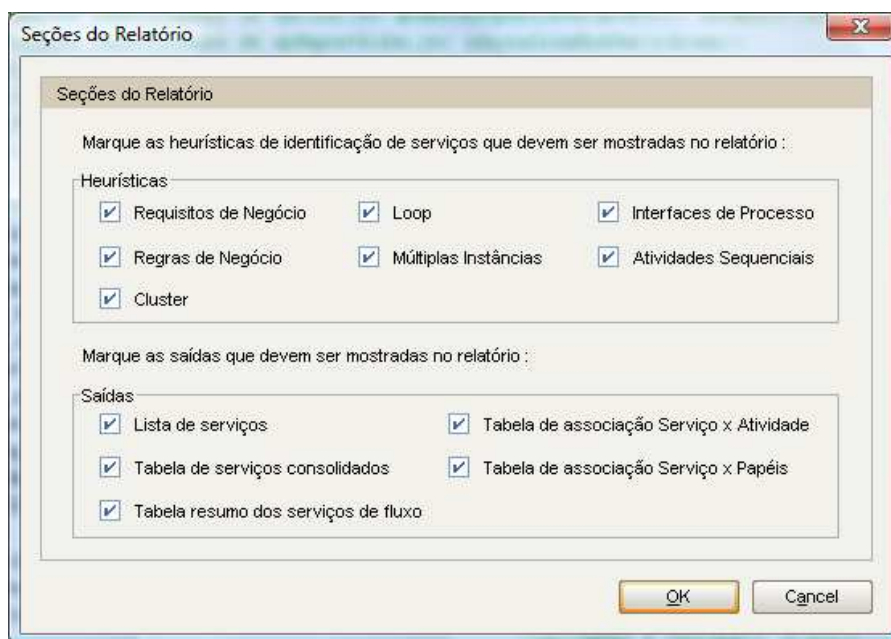 Seções do Relatório
Seções do Relatório
Marque as heurísticas de identificação de serviços que devem ser mostradas no relatório :
Heurísticas
Requisitos de Negócio Loop Interfaces de Processo
Regras de Negócio Múltiplas Instâncias Atividades Sequenciais
Cluster
Marque as saídas que devem ser mostradas no relatório :
Saídas
Lista de serviços Tabela de associação Serviço x Atividade
Tabela de serviços consolidados Tabela de associação Serviço x Papéis
Tabela resumo dos serviços de fluxo
OK Cancel